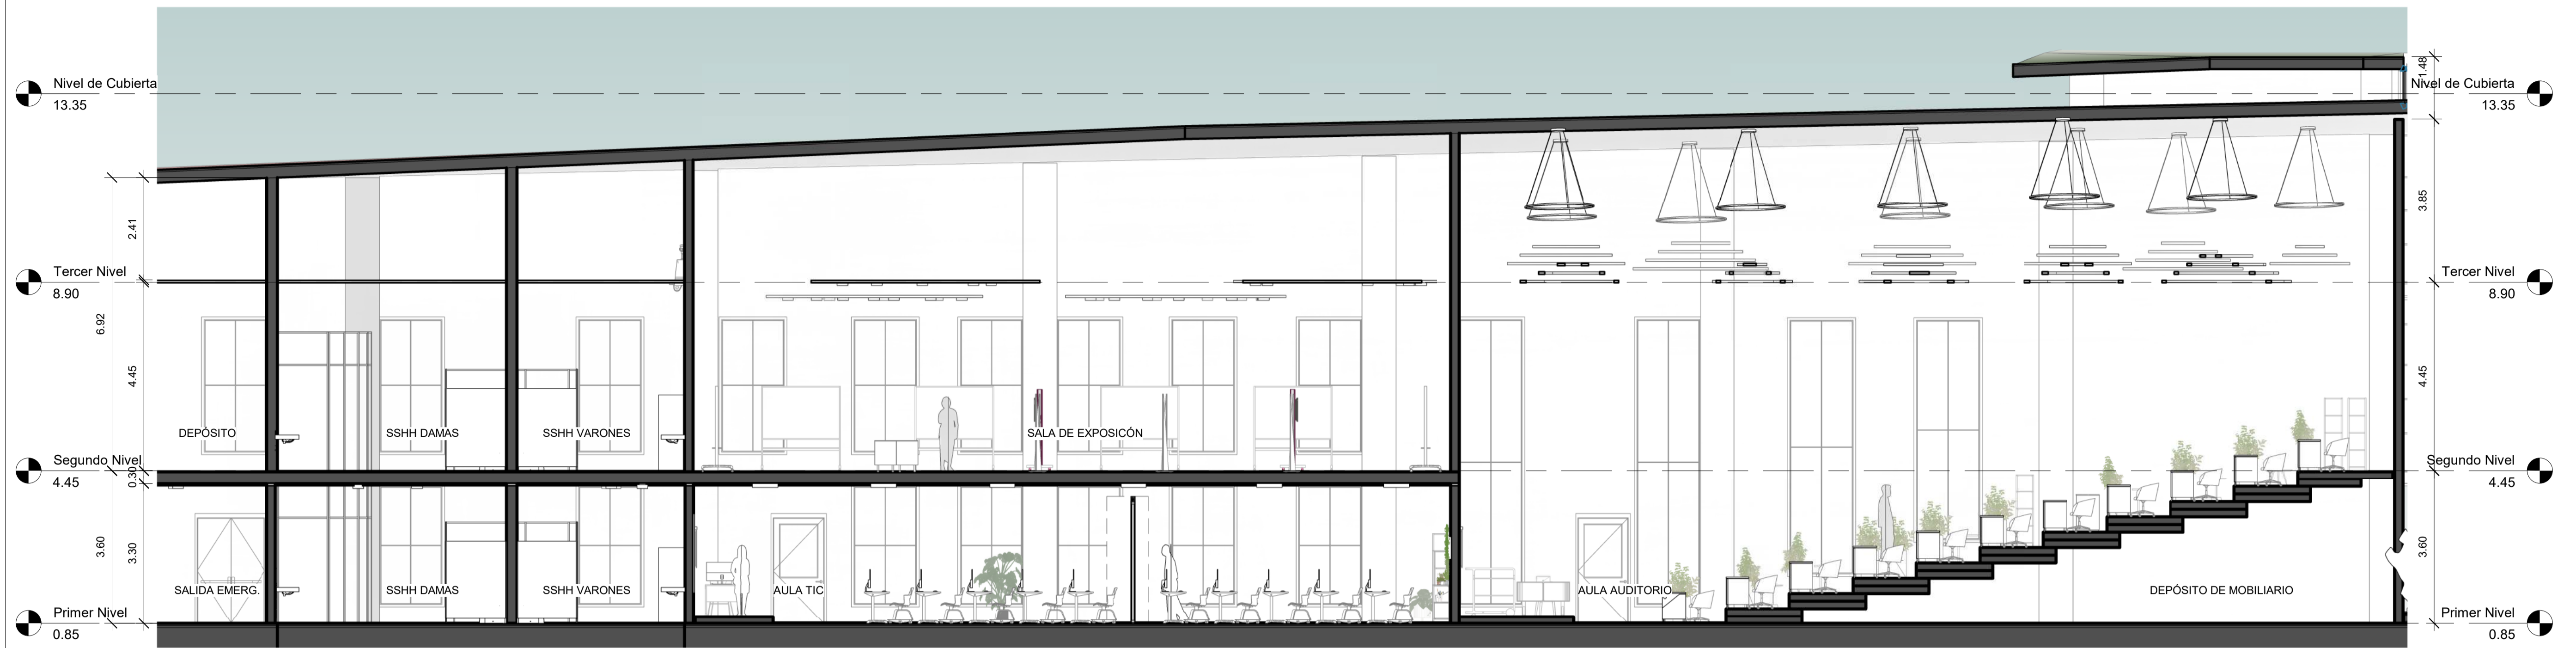 Nivel de Cubierta
13.35
Nivel de Cubierta
13.35
1.48
2.41
3.85
Tercer Nivel
8.90
Tercer Nivel
8.90
6.92
4.45
4.45
DEPÓSITO
SSHH DAMAS
SSHH VARONES
SALA DE EXPOSICÓN
Segundo Nivel
4.45
Segundo Nivel
4.45
0.30
3.60
3.30
3.60
SALIDA EMERG.
SSHH DAMAS
SSHH VARONES
AULA TIC
AULA AUDITORIO
DEPÓSITO DE MOBILIARIO
Primer Nivel
0.85
Primer Nivel
0.85